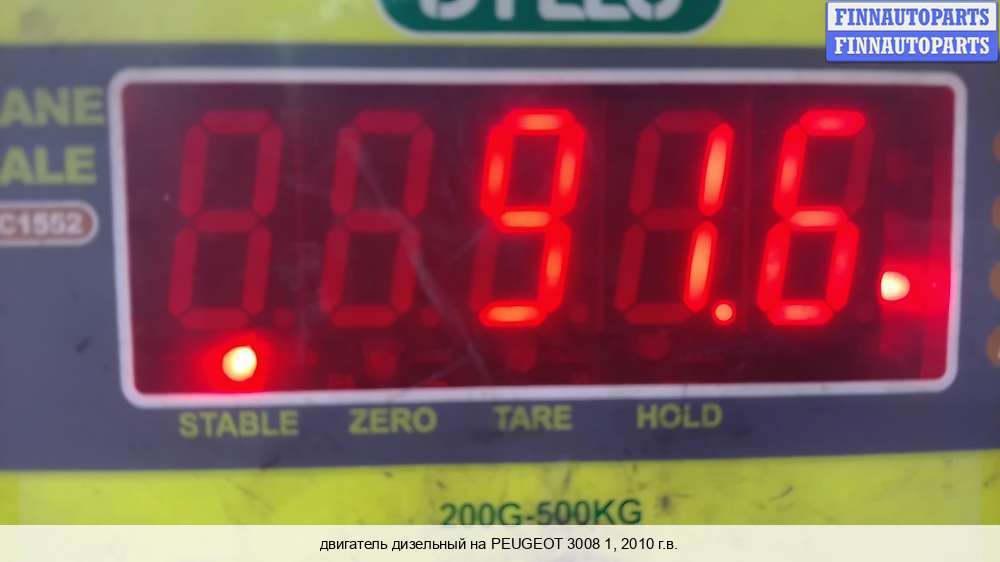 FINNAUTOPARTS
FINNAUTOPARTS
ANE
ALE
C1552
91.6
STABLE ZERO TARE HOLD
200G-500KG
двигатель дизельный на PEUGEOT 3008 1, 2010 г.в.